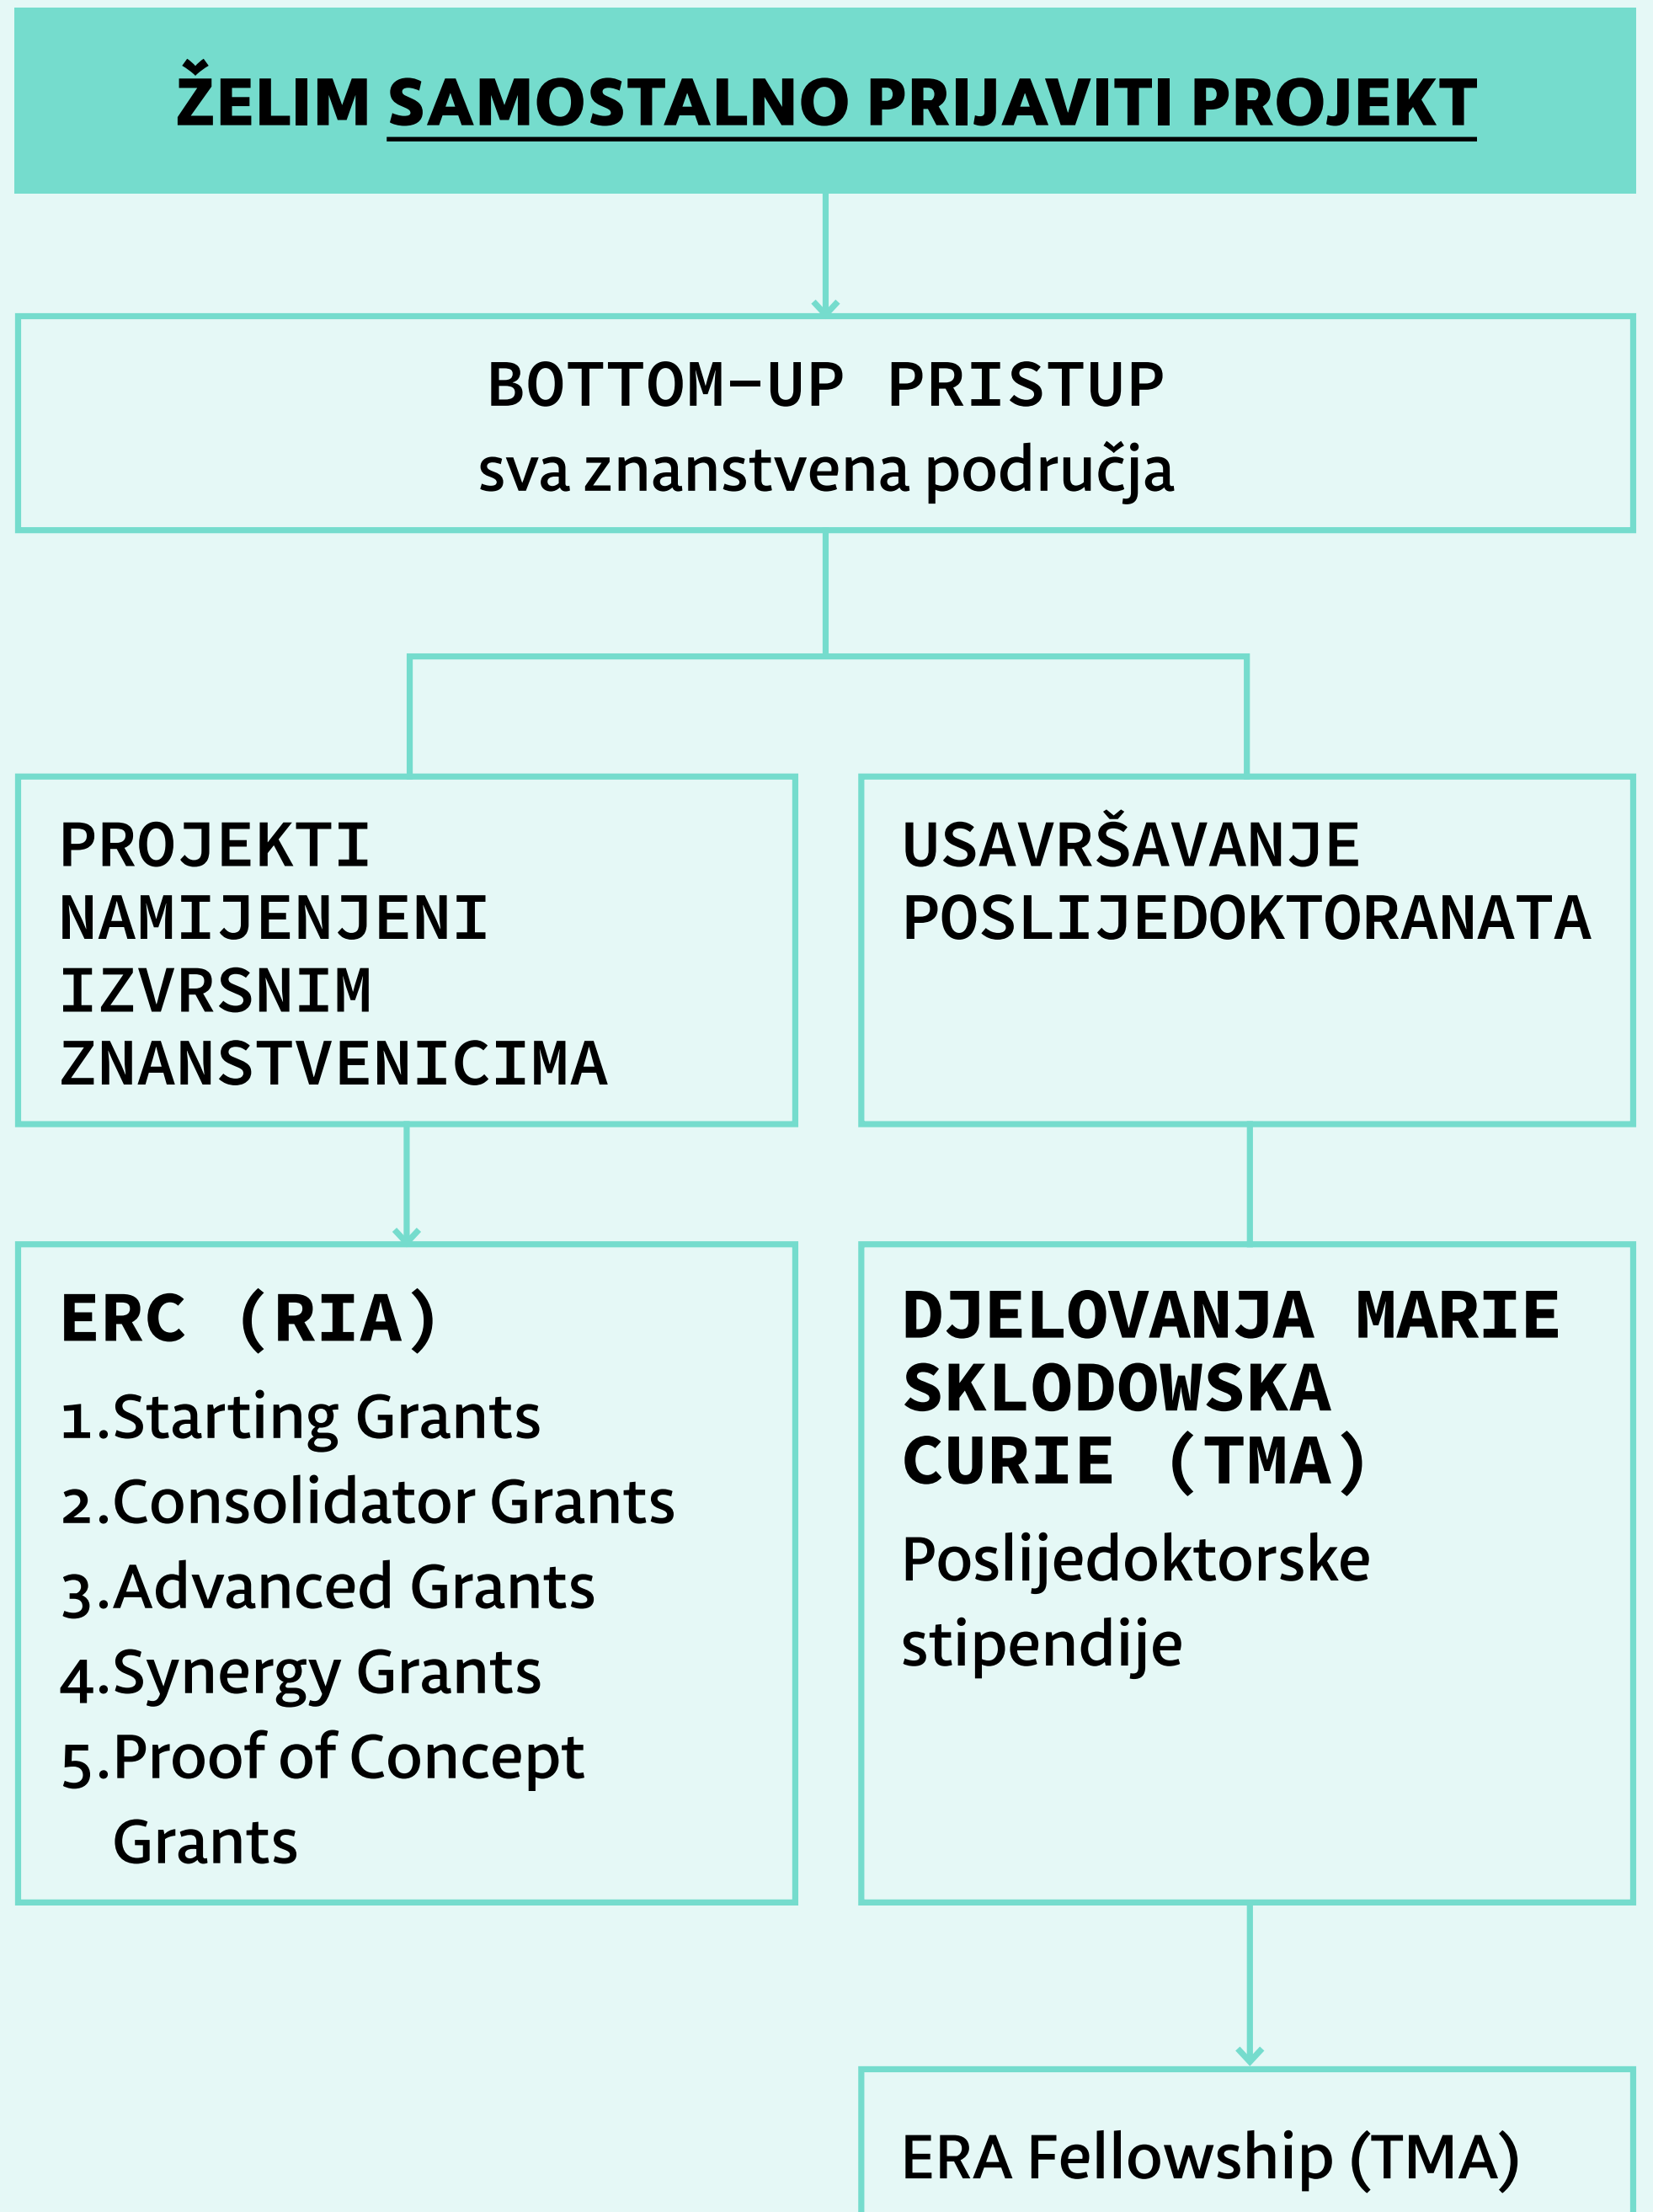 ŽELIM SAMOSTALNO PRIJAVITI PROJEKT
BOTTOM-UP PRISTUP
sva znanstvena područja
PROJEKTI
NAMIJENJENI
IZVRSNIM
ZNANSTVENICIMA
USAVRŠAVANJE
POSLIJEDOKTORANATA
ERC (RIA)
1.Starting Grants
2.Consolidator Grants
3.Advanced Grants
4.Synergy Grants
5.Proof of Concept
Grants
DJELOVANJA MARIE
SKLODOWSKA
CURIE (TMA)
Poslijedoktorske
stipendije
ERA Fellowship (TMA)